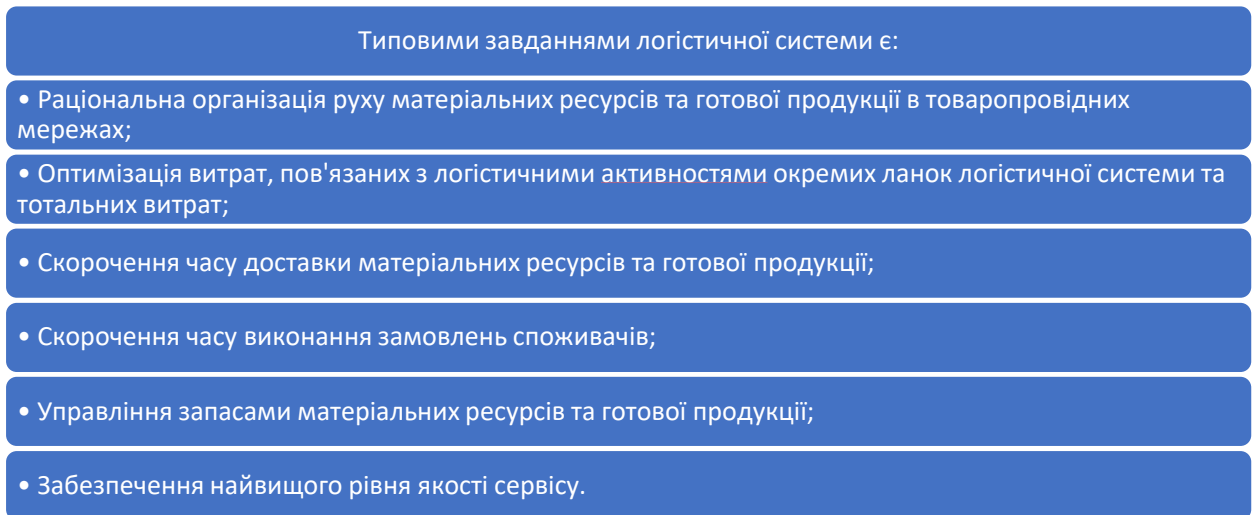 Типовими завданнями логістичної системи є:
• Раціональна організація руху матеріальних ресурсів та готової продукції в товаропровідних
мережах;
• Оптимізація витрат, пов'язаних з логістичними активностями окремих ланок логістичної системи та
тотальних витрат;
• Скорочення часу доставки матеріальних ресурсів та готової продукції;
• Скорочення часу виконання замовлень споживачів;
• Управління запасами матеріальних ресурсів та готової продукції;
• Забезпечення найвищого рівня якості сервісу.